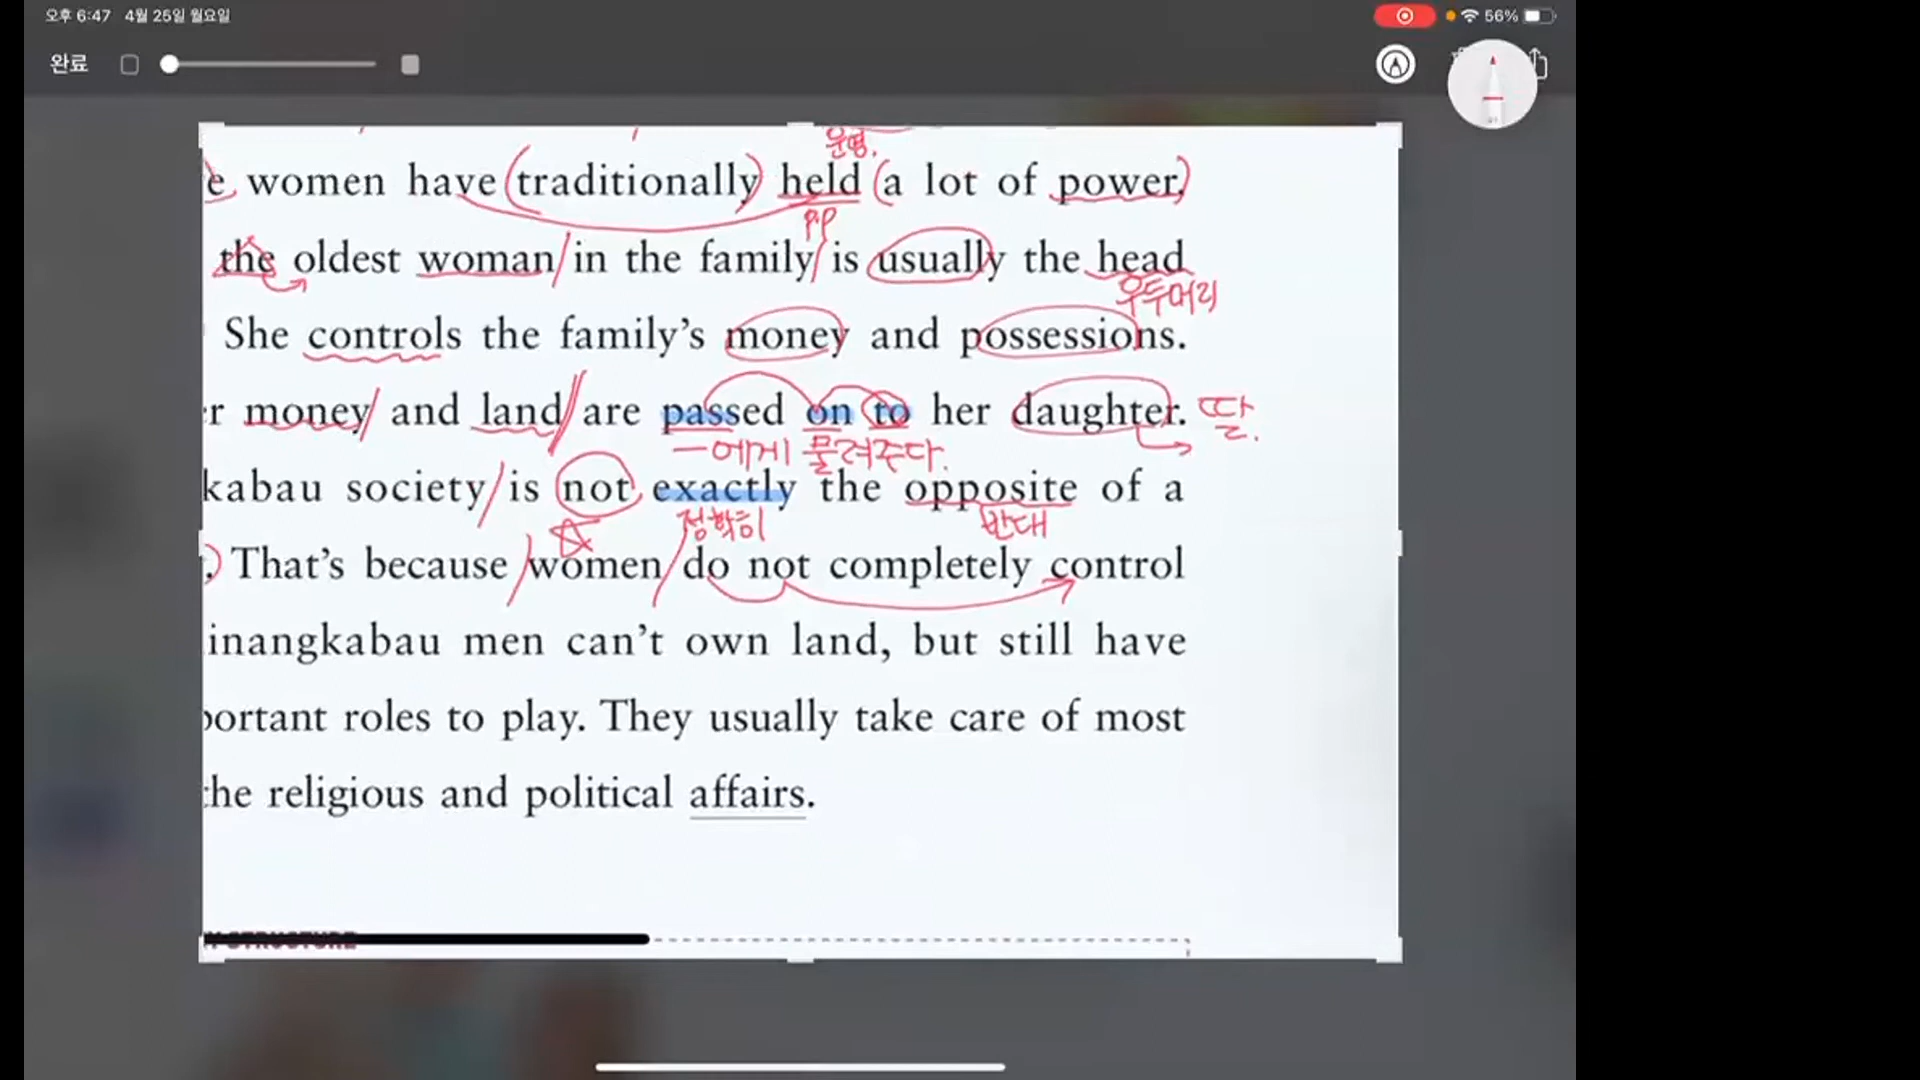 오후 6:47 4월 25일 월요일
56%
완료
운명.
e women have (traditionally) held (a lot of power,)
p.p
the oldest woman / in the family / is usually the head
우두머리
She controls the family's money and possessions.
r money / and land // are passed on to her daughter. 딸.
~에게 물려주다.
kabau society / is not exactly the opposite of a
정확히
반대
. That's because / women / do not completely control
inangkabau men can't own land, but still have
portant roles to play. They usually take care of most
he religious and political affairs.
STRUCTURE